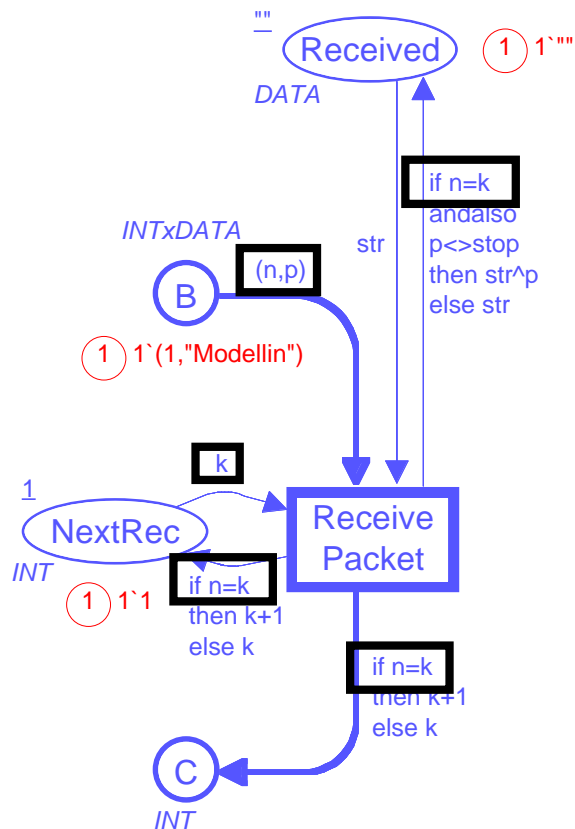 ""
Received
1 1`""
DATA
if n=k
andalso
p<>stop
then str^p
else str
str
INTxDATA
(n,p)
B
1 1`(1,"Modellin")
k
1
NextRec
INT
1 1`1
if n=k
then k+1
else k
Receive
Packet
if n=k
then k+1
else k
C
INT